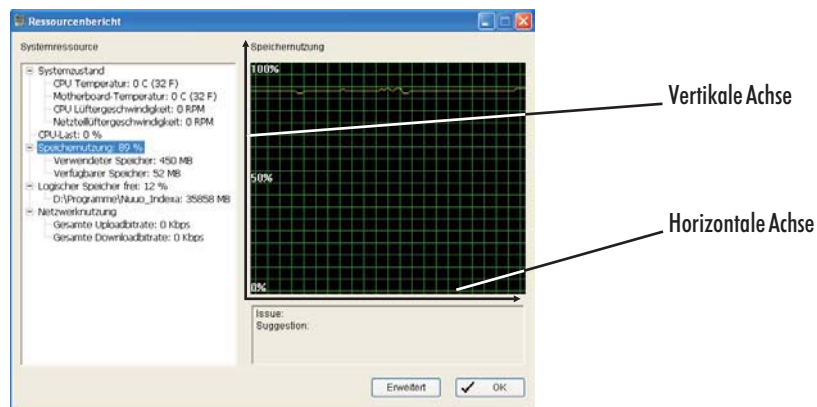 Ressourcenbericht
Systemressource
Systemzustand
CPU Temperatur: 0 C (32 F)
Motherboard-Temperatur: 0 C (32 F)
CPU Lüftergeschwindigkeit: 0 RPM
Netzteillüftergeschwindigkeit: 0 RPM
CPU-Last: 0 %
Speichernutzung: 89 %
Verwendeter Speicher: 450 MB
Verfugbarer Speicher: 52 MB
Logischer Speicher frei: 12 %
D:\Programme\Nuuo_Indexa: 35858 MB
Netzwerknutzung
Gesamte Uploadbitrate: 0 Kbps
Gesamte Downloadbitrate: 0 Kbps
Speichernutzung
100%
50%
0%
Issue:
Suggestion:
Erweitert
OK
Vertikale Achse
Horizontale Achse